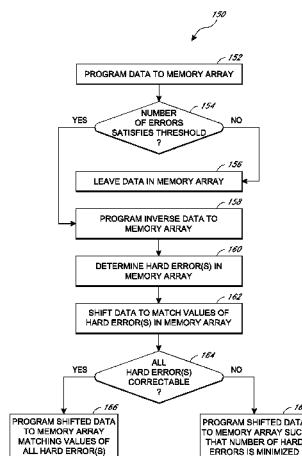 150
152
PROGRAM DATA TO MEMORY ARRAY
154
NUMBER
OF ERRORS
SATISFIES THRESHOLD
?
YES
NO
156
LEAVE DATA IN MEMORY ARRAY
158
PROGRAM INVERSE DATA TO
MEMORY ARRAY
160
DETERMINE HARD ERROR(S) IN
MEMORY ARRAY
162
SHIFT DATA TO MATCH VALUES OF
HARD ERROR(S) IN MEMORY ARRAY
164
ALL
HARD ERROR(S)
CORRECTABLE
?
YES
NO
166
PROGRAM SHIFTED DATA
TO MEMORY ARRAY
MATCHING VALUES OF
ALL HARD ERROR(S)
PROGRAM SHIFTED DATA
TO MEMORY ARRAY SUC
THAT NUMBER OF HARD
ERRORS IS MINIMIZED